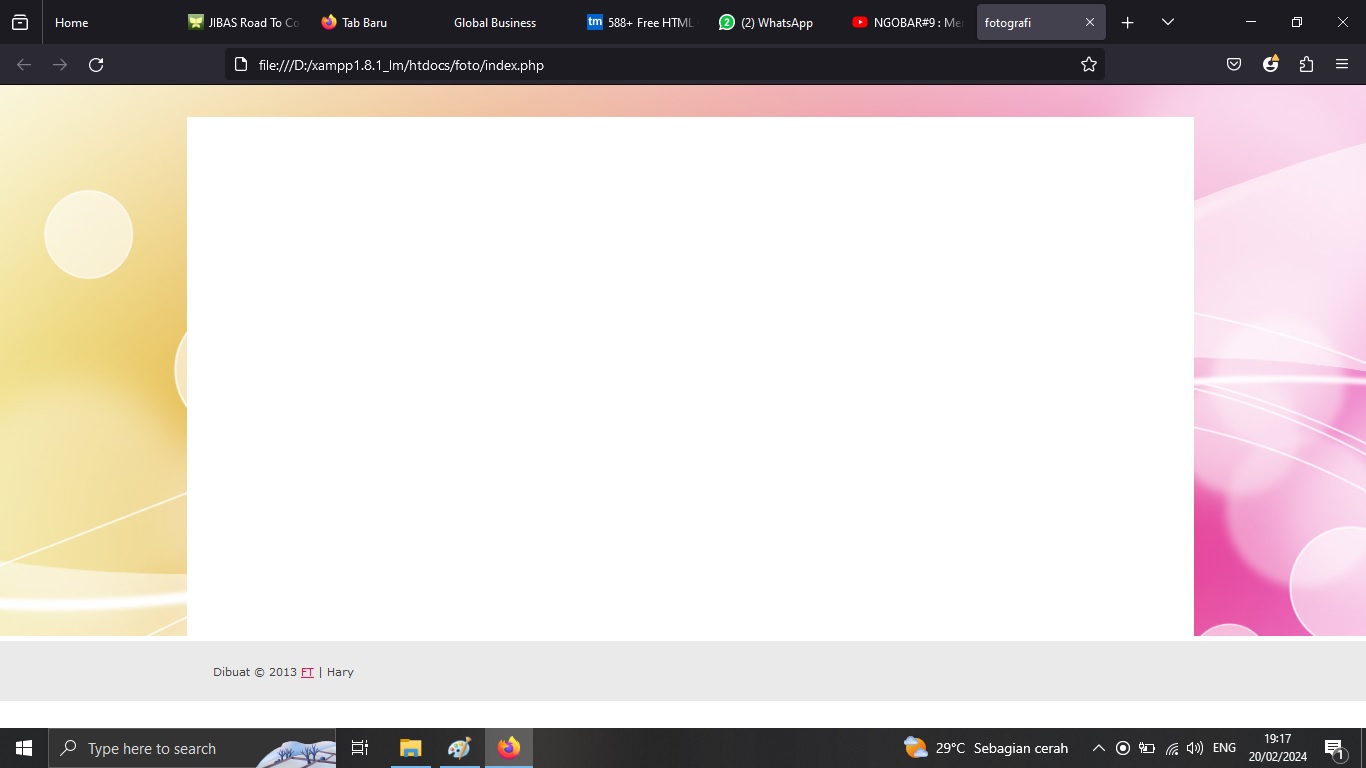 Home
JIBAS Road To Co
Tab Baru
Global Business
tm 588+ Free HTML
2 (2) WhatsApp
NGOBAR#9 : Me
fotografi
file:///D:/xampp1.8.1_lm/htdocs/foto/index.php
Dibuat © 2013 FT | Hary
Type here to search
29°C Sebagian cerah
ENG
19:17
20/02/2024
1